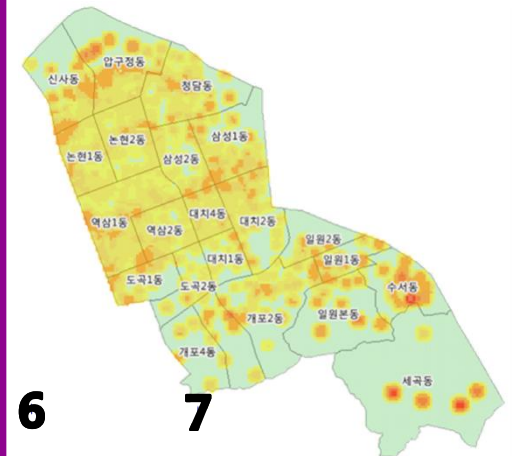 압구정동
신사동
청담동
논현2동
삼성1동
논현1동
삼성2동
대치4동
역삼1동
대치2동
역삼2동
일원2동
대치1동
일원1동
도곡1동
도곡2동
수서동
개포2동
일원본동
개포4동
세곡동
6
7